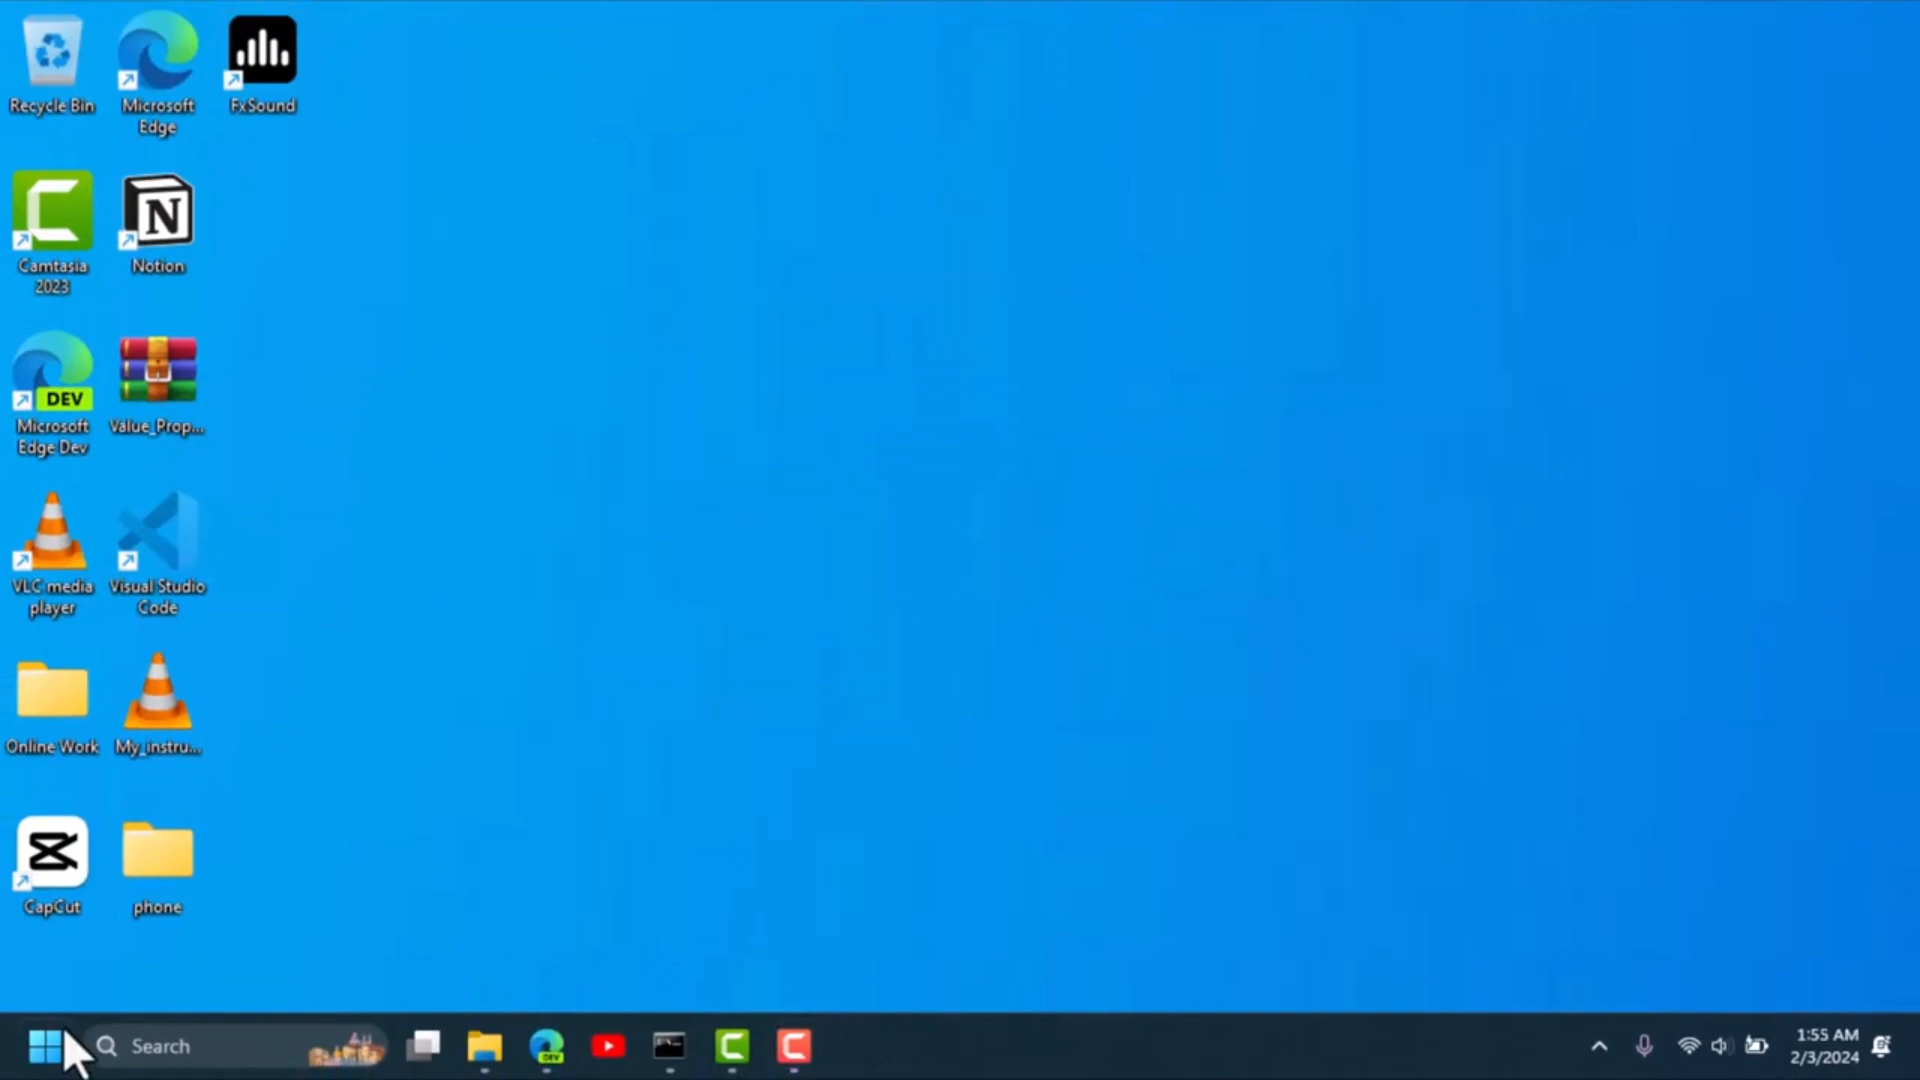 Recycle Bin
Microsoft
Edge
FxSound
Camtasia
2023
N
Notion
DEV
Microsoft
Edge Dev
Value_Prop...
VLC media
player
Visual Studio
Code
Online Work
My_instru...
CapCut
phone
Search
DEV
1:55 AM
2/3/2024